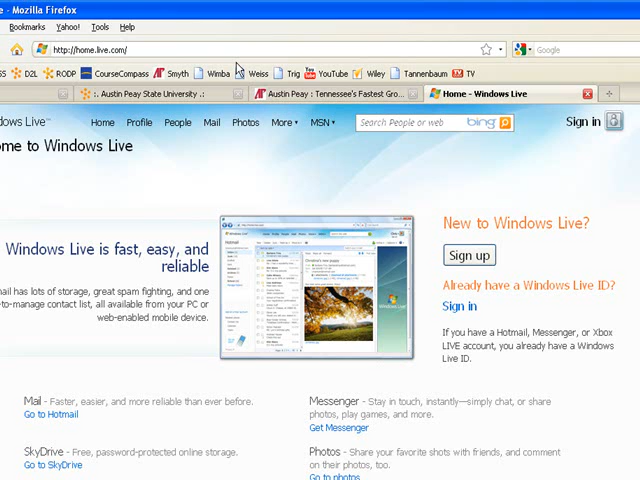 e - Mozilla Firefox
Bookmarks Yahoo! Tools Help
http://home.live.com/ Google
SS D2L RODP CourseCompass Smyth Wimba Weiss Trig YouTube Wiley Tannenbaum TV
:. Austin Peay State University .: Austin Peay : Tennessee's Fastest Gro... Home - Windows Live
dows Live™ Home Profile People Mail Photos More MSN Search People or web bing Sign in
me to Windows Live
New to Windows Live?
Windows Live is fast, easy, and
reliable
Sign up
Already have a Windows Live ID?
Sign in
mail has lots of storage, great spam fighting, and one
-to-manage contact list, all available from your PC or
web-enabled mobile device.
If you have a Hotmail, Messenger, or Xbox
LIVE account, you already have a Windows
Live ID.
Mail - Faster, easier, and more reliable than ever before.
Go to Hotmail
Messenger - Stay in touch, instantly—simply chat, or share
photos, play games, and more.
Get Messenger
SkyDrive - Free, password-protected online storage.
Go to SkyDrive
Photos - Share your favorite shots with friends, and comment
on their photos, too.
Go to photos